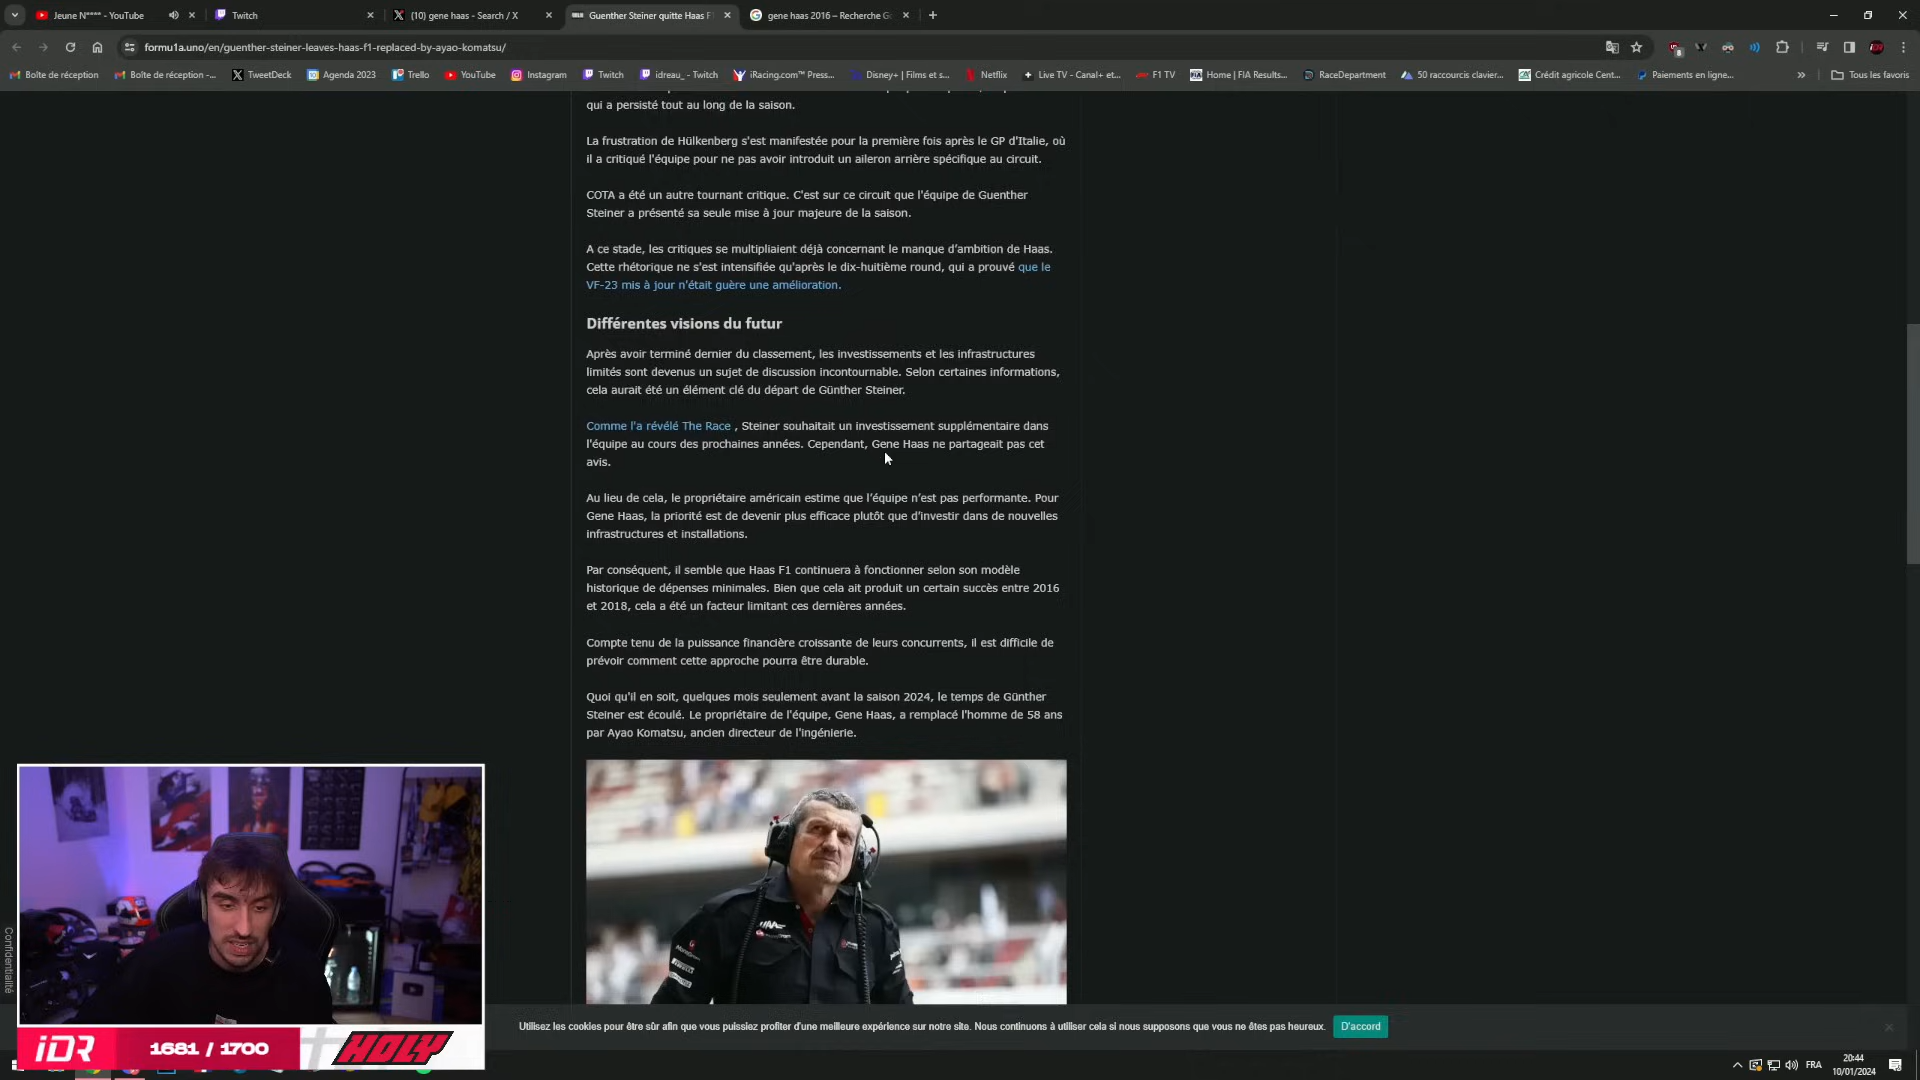 Jeune N**** - YouTube
Twitch
(10) gene haas - Search / X
Guenther Steiner quitte Haas F
gene haas 2016 – Recherche G
formu1a.uno/en/guenther-steiner-leaves-haas-f1-replaced-by-ayao-komatsu/
Boîte de réception
Boîte de réception -...
TweetDeck
Agenda 2023
Trello
YouTube
Instagram
Twitch
idreau_ - Twitch
iRacing.com™ Press...
Disney+ | Films et s...
Netflix
Live TV - Canal+ et...
F1 TV
Home | FIA Results...
RaceDepartment
50 raccourcis clavier...
Crédit agricole Cent...
Paiements en ligne...
»
Tous les favoris
qui a persisté tout au long de la saison.
La frustration de Hülkenberg s'est manifestée pour la première fois après le GP d'Italie, où
il a critiqué l'équipe pour ne pas avoir introduit un aileron arrière spécifique au circuit.
COTA a été un autre tournant critique. C'est sur ce circuit que l'équipe de Guenther
Steiner a présenté sa seule mise à jour majeure de la saison.
A ce stade, les critiques se multipliaient déjà concernant le manque d'ambition de Haas.
Cette rhétorique ne s'est intensifiée qu'après le dix-huitième round, qui a prouvé que le
VF-23 mis à jour n'était guère une amélioration.
Différentes visions du futur
Après avoir terminé dernier du classement, les investissements et les infrastructures
limités sont devenus un sujet de discussion incontournable. Selon certaines informations,
cela aurait été un élément clé du départ de Günther Steiner.
Comme l'a révélé The Race , Steiner souhaitait un investissement supplémentaire dans
l'équipe au cours des prochaines années. Cependant, Gene Haas ne partageait pas cet
avis.
Au lieu de cela, le propriétaire américain estime que l'équipe n'est pas performante. Pour
Gene Haas, la priorité est de devenir plus efficace plutôt que d'investir dans de nouvelles
infrastructures et installations.
Par conséquent, il semble que Haas F1 continuera à fonctionner selon son modèle
historique de dépenses minimales. Bien que cela ait produit un certain succès entre 2016
et 2018, cela a été un facteur limitant ces dernières années.
Compte tenu de la puissance financière croissante de leurs concurrents, il est difficile de
prévoir comment cette approche pourra être durable.
Quoi qu'il en soit, quelques mois seulement avant la saison 2024, le temps de Günther
Steiner est écoulé. Le propriétaire de l'équipe, Gene Haas, a remplacé l'homme de 58 ans
par Ayao Komatsu, ancien directeur de l'ingénierie.
HAAS
Confidentialité
Utilisez les cookies pour être sûr afin que vous puissiez profiter d'une meilleure expérience sur notre site. Nous continuons à utiliser cela si nous supposons que vous ne êtes pas heureux.
D'accord
iDR
1681 / 1700
HOLY
FRA
20:44
10/01/2024